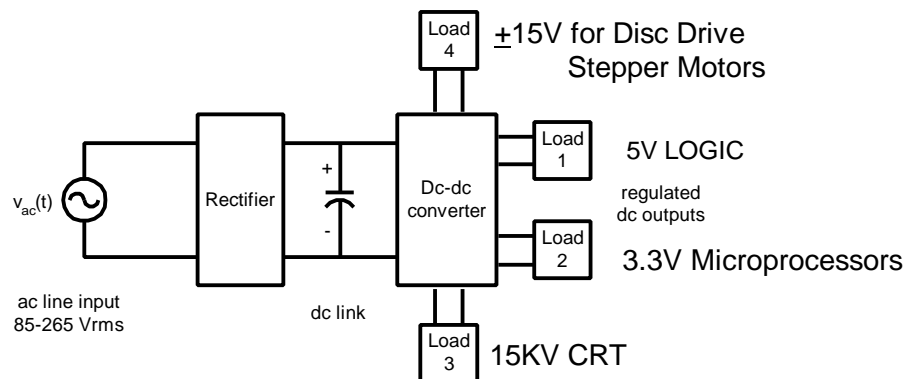 Load
4
±15V for Disc Drive
Stepper Motors
Load
1
5V LOGIC
v_ac(t)
Rectifier
+
-
Dc-dc
converter
regulated
dc outputs
Load
2
3.3V Microprocessors
ac line input
85-265 Vrms
dc link
Load
3
15KV CRT